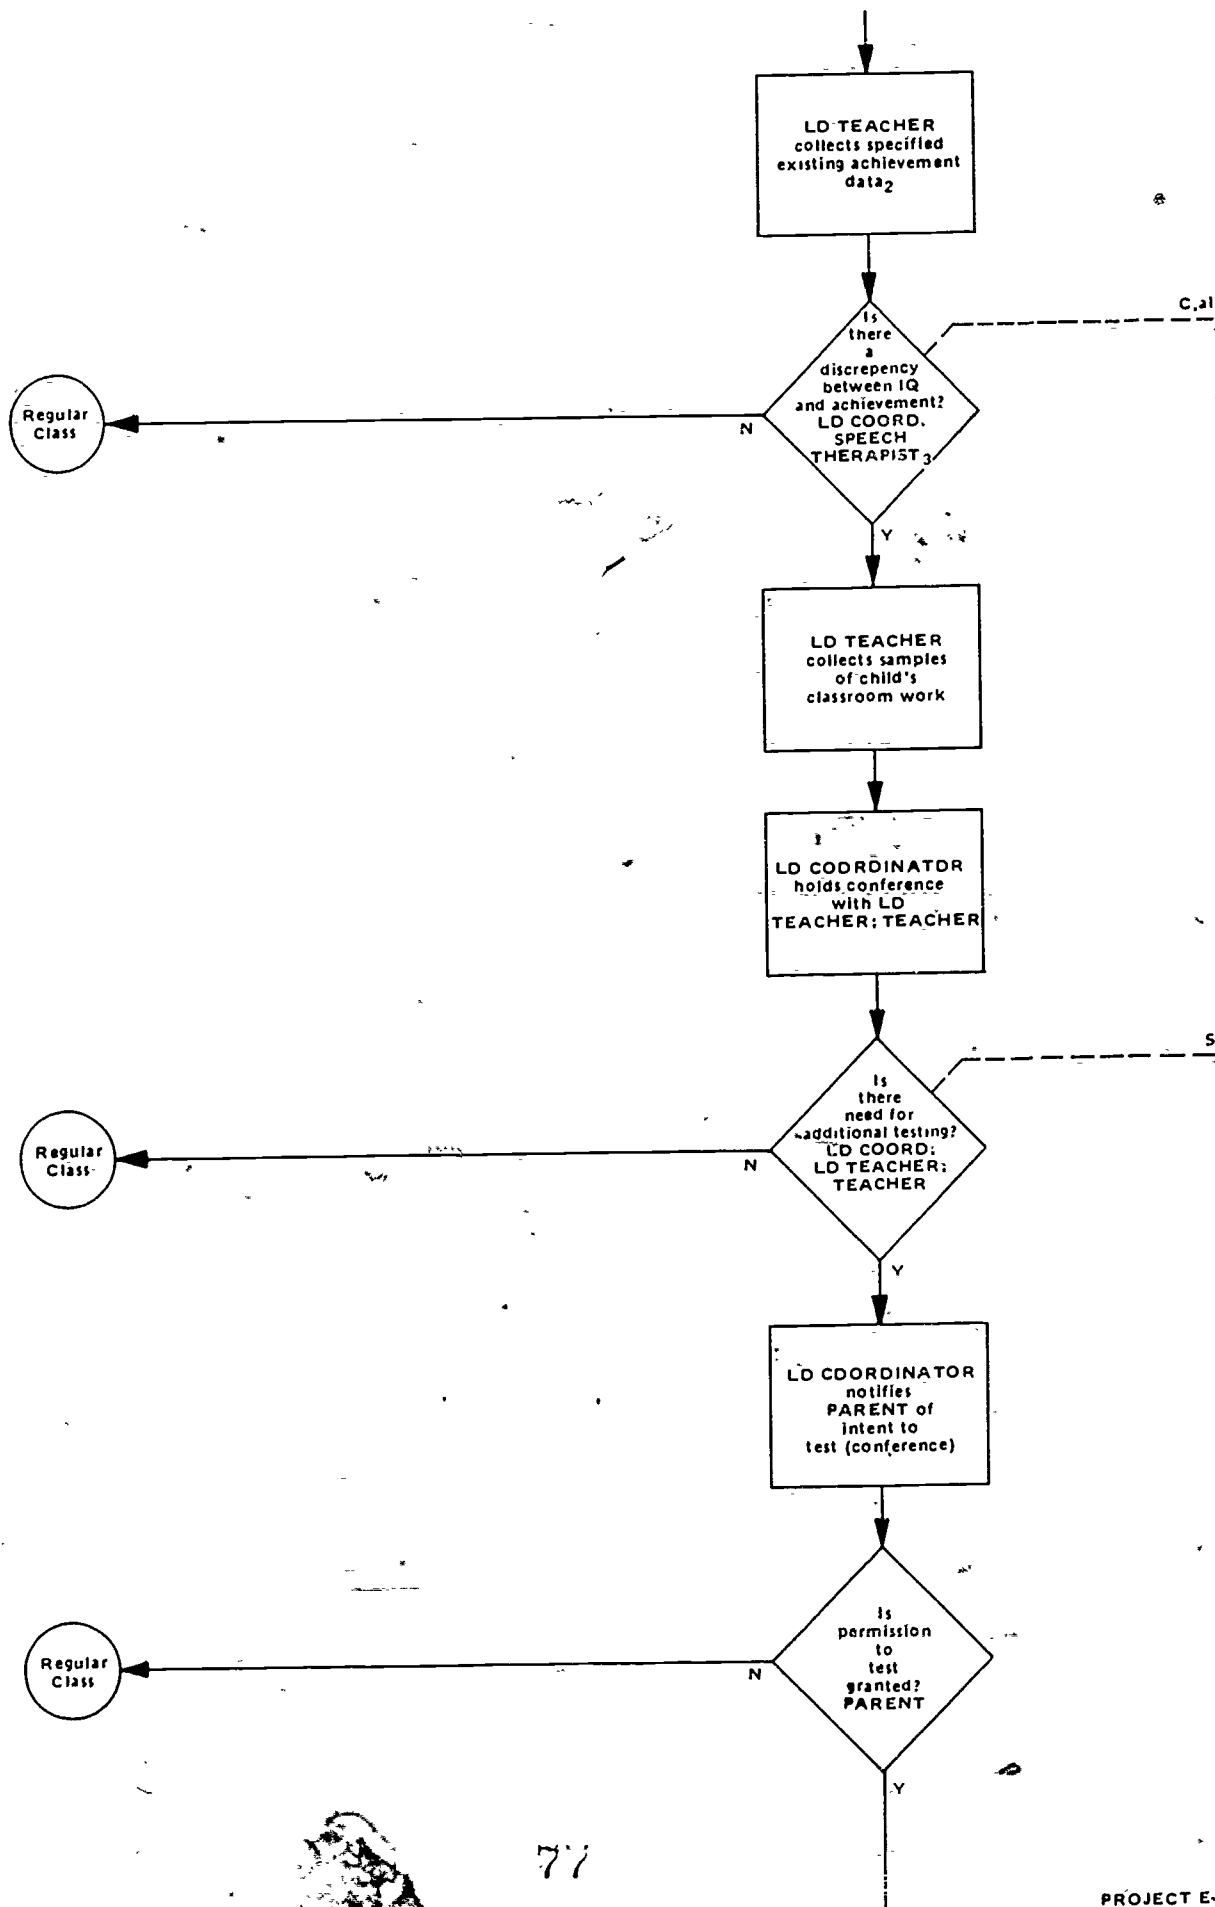 LD TEACHER
collects specified
existing achievement
data2
C,al
Is
there
a
discrepency
between IQ
and achievement?
LD COORD.
SPEECH
THERAPIST3
Regular
Class
N
Y
LD TEACHER
collects samples
of child's
classroom work
LD COORDINATOR
holds conference
with LD
TEACHER; TEACHER
S
Is
there
need for
additional testing?
LD COORD;
LD TEACHER;
TEACHER
Regular
Class
N
Y
LD COORDINATOR
notifies
PARENT of
intent to
test (conference)
Is
permission
to
test
granted?
PARENT
Regular
Class
N
Y
77
PROJECT E-